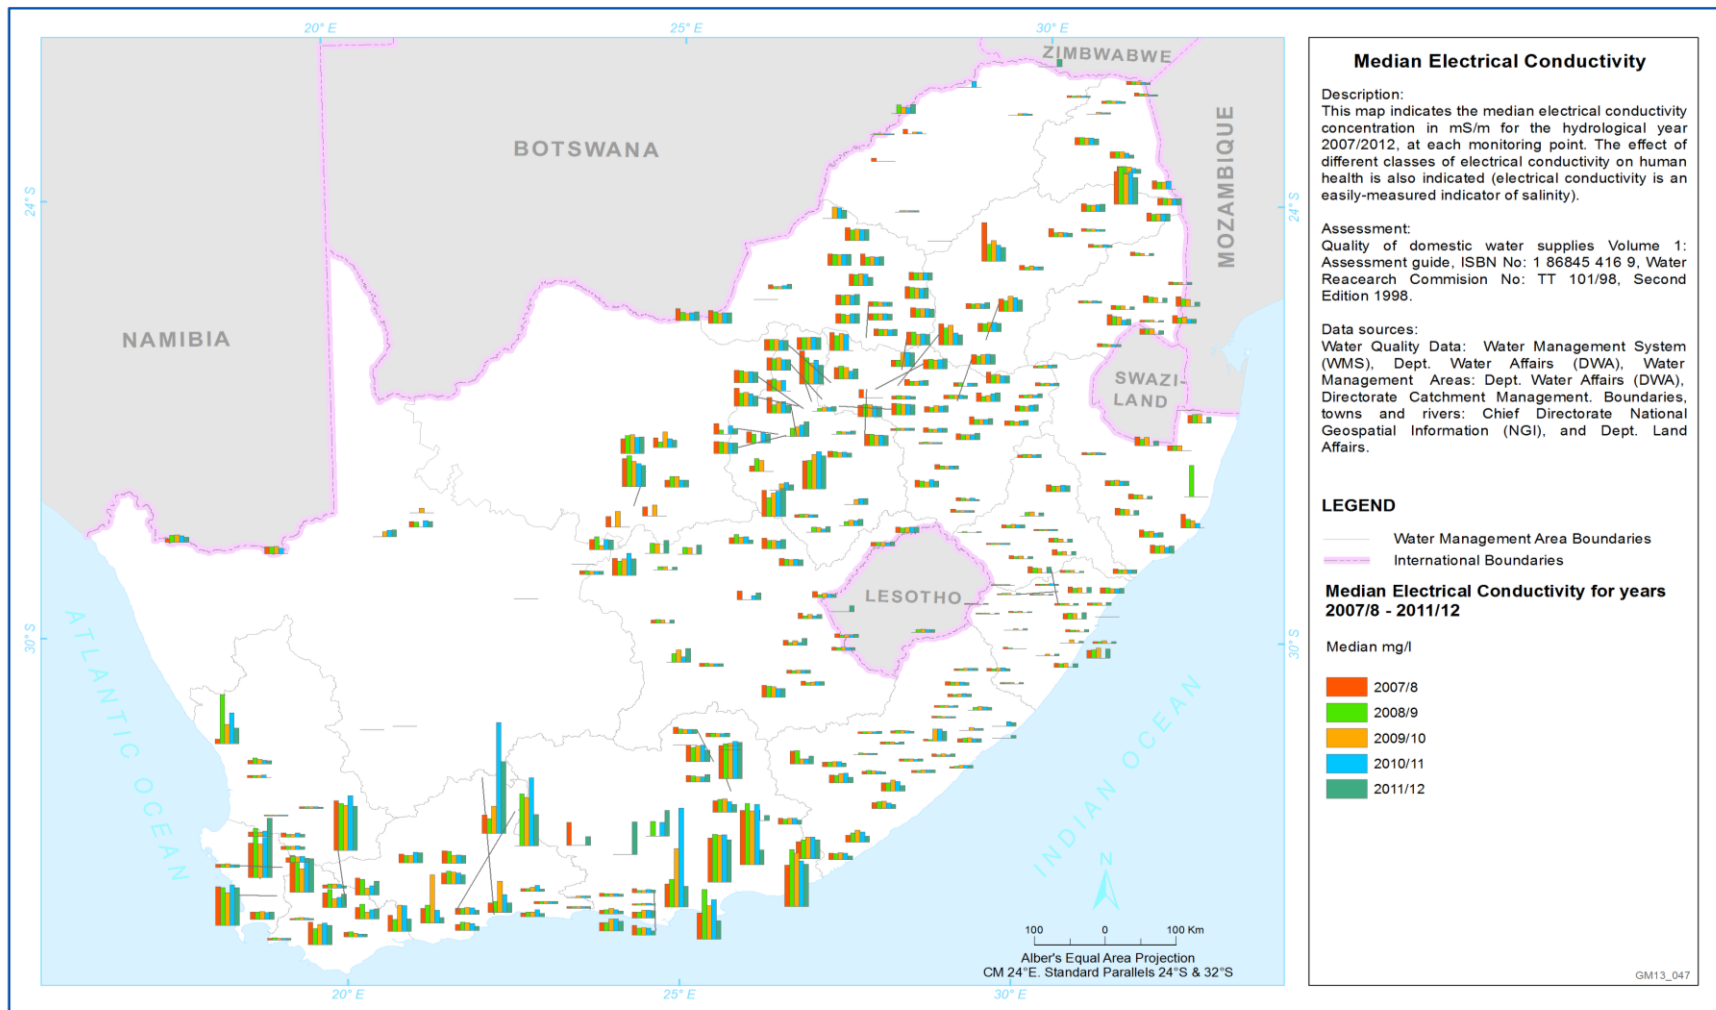 20° E
25° E
30° E
ZIMBWABWE
BOTSWANA
MOZAMBIQUE
24° S
24° S
NAMIBIA
SWAZI-
LAND
LESOTHO
30° S
30° S
ATLANTIC OCEAN
INDIAN OCEAN
N
100 0 100 Km
Alber's Equal Area Projection
CM 24°E. Standard Parallels 24°S & 32°S
20° E
25° E
30° E
Median Electrical Conductivity
Description:
This map indicates the median electrical conductivity
concentration in mS/m for the hydrological year
2007/2012, at each monitoring point. The effect of
different classes of electrical conductivity on human
health is also indicated (electrical conductivity is an
easily-measured indicator of salinity).
Assessment:
Quality of domestic water supplies Volume 1:
Assessment guide, ISBN No: 1 86845 416 9, Water
Reacearch Commision No: TT 101/98, Second
Edition 1998.
Data sources:
Water Quality Data: Water Management System
(WMS), Dept. Water Affairs (DWA), Water
Management Areas: Dept. Water Affairs (DWA),
Directorate Catchment Management. Boundaries,
towns and rivers: Chief Directorate National
Geospatial Information (NGI), and Dept. Land
Affairs.
LEGEND
Water Management Area Boundaries
International Boundaries
Median Electrical Conductivity for years
2007/8 - 2011/12
Median mg/l
2007/8
2008/9
2009/10
2010/11
2011/12
GM13_047